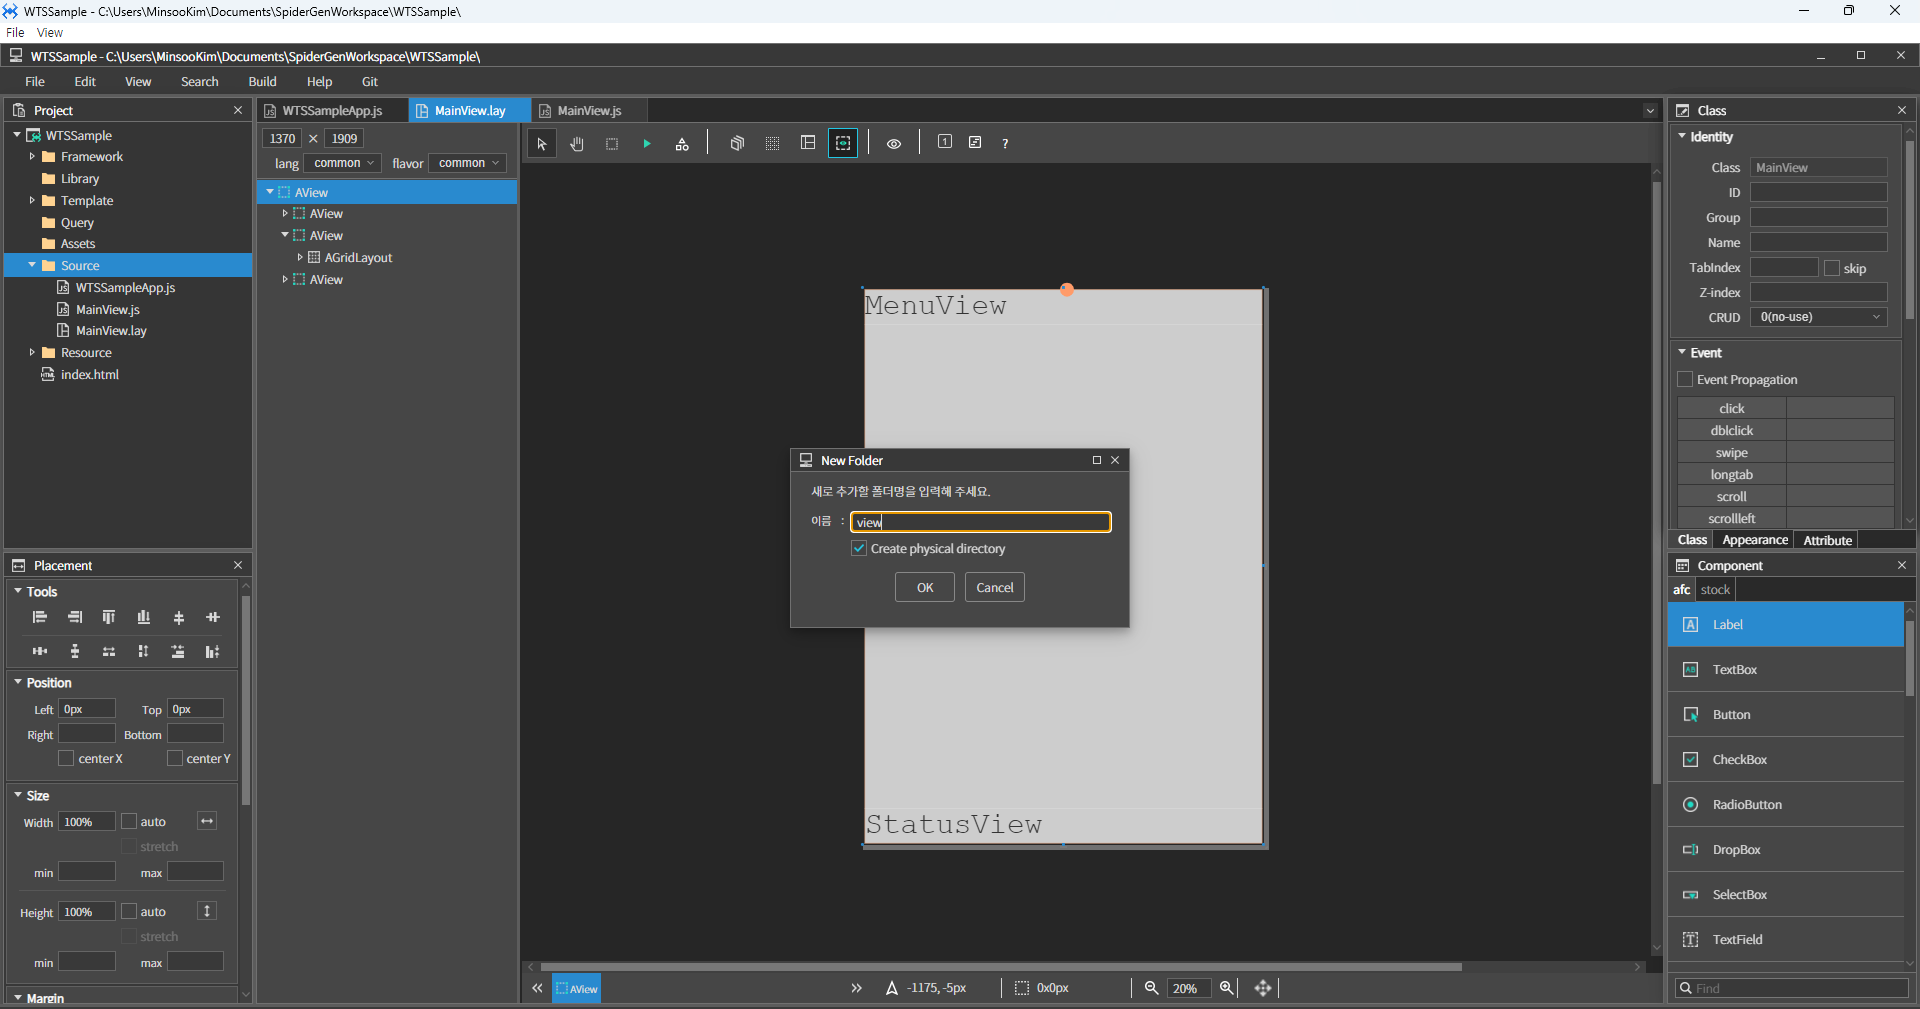 WTSSample - C:\Users\MinsooKim\Documents\SpiderGenWorkspace\WTSSample\
File View
WTSSample - C:\Users\MinsooKim\Documents\SpiderGenWorkspace\WTSSample\
File Edit View Search Build Help Git
Project
WTSSample
Framework
Library
Template
Query
Assets
Source
WTSSampleApp.js
MainView.js
MainView.lay
Resource
index.html
Placement
Tools
Position
Left 0px Top 0px
Right Bottom
center X center Y
Size
Width 100% auto
stretch
min max
Height 100% auto
stretch
min max
Margin
WTSSampleApp.js MainView.lay MainView.js
1370 × 1909
lang common flavor common
AView
AView
AView
AGridLayout
AView
1 ?
MenuView
StatusView
New Folder
새로 추가할 폴더명을 입력해 주세요.
이름 : view
Create physical directory
OK Cancel
AView -1175, -5px 0x0px 20%
Class
Identity
Class MainView
ID
Group
Name
TabIndex skip
Z-index
CRUD 0(no-use)
Event
Event Propagation
click
dblclick
swipe
longtab
scroll
scrollleft
Class Appearance Attribute
Component
afc stock
Label
TextBox
Button
CheckBox
RadioButton
DropBox
SelectBox
TextField
Find